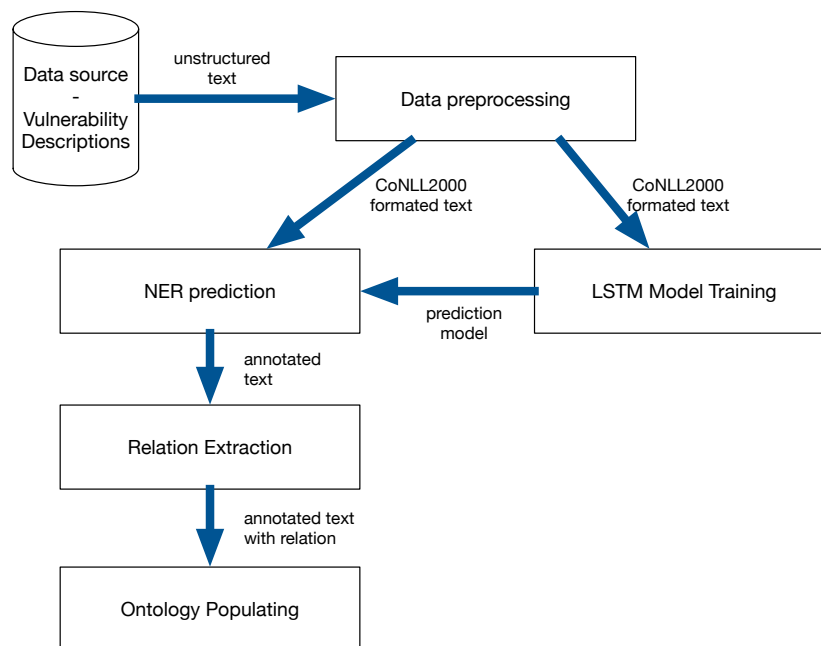 Data source
-
Vulnerability
Descriptions
unstructured
text
Data preprocessing
CoNLL2000
formated text
CoNLL2000
formated text
NER prediction
prediction
model
LSTM Model Training
annotated
text
Relation Extraction
annotated text
with relation
Ontology Populating